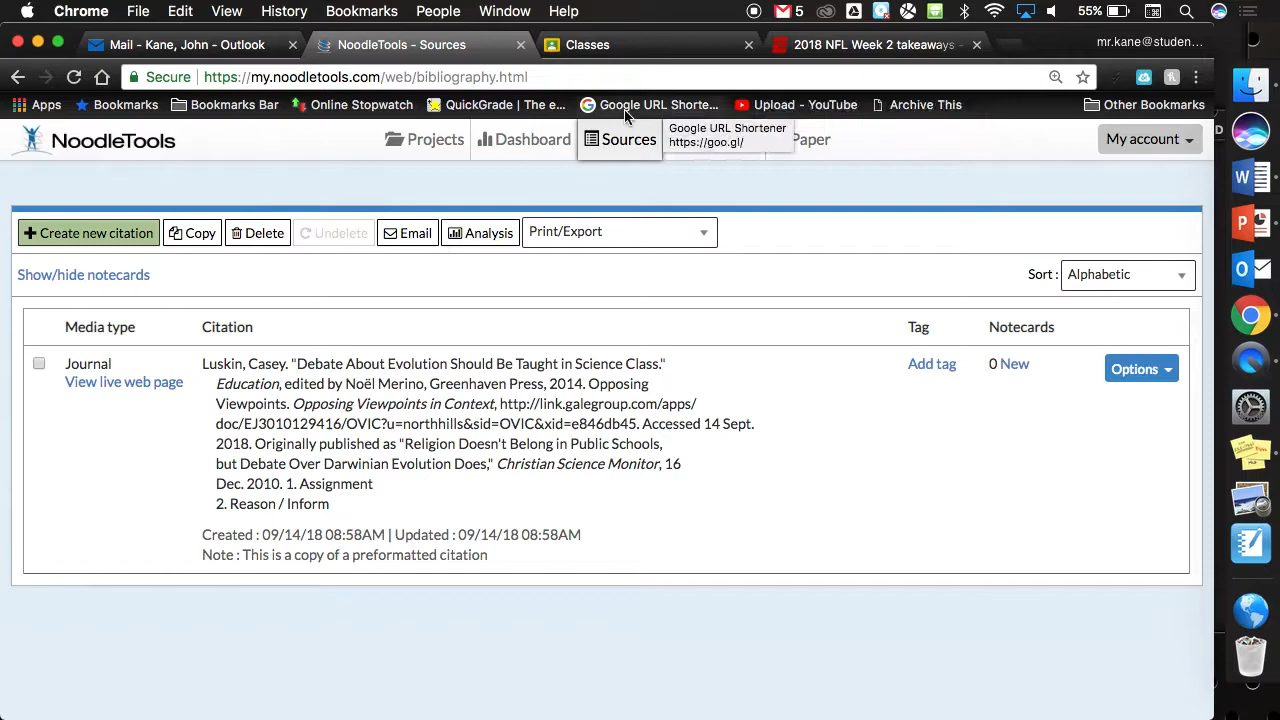 Chrome File Edit View History Bookmarks People Window Help 5 55%
Mail - Kane, John - Outlook NoodleTools - Sources Classes 2018 NFL Week 2 takeaways - mr.kane@studen...
Secure https://my.noodletools.com/web/bibliography.html
Apps Bookmarks Bookmarks Bar Online Stopwatch QuickGrade | The e... Google URL Shorte... Upload - YouTube Archive This Other Bookmarks
Google URL Shortener
https://goo.gl/
NoodleTools Projects Dashboard Sources Paper My account
Create new citation Copy Delete Undelete Email Analysis Print/Export
Show/hide notecards Sort : Alphabetic
Media type Citation Tag Notecards
Journal Luskin, Casey. "Debate About Evolution Should Be Taught in Science Class." Add tag 0 New Options
View live web page Education, edited by Noël Merino, Greenhaven Press, 2014. Opposing
Viewpoints. Opposing Viewpoints in Context, http://link.galegroup.com/apps/
doc/EJ3010129416/OVIC?u=northhills&sid=OVIC&xid=e846db45. Accessed 14 Sept.
2018. Originally published as "Religion Doesn't Belong in Public Schools,
but Debate Over Darwinian Evolution Does," Christian Science Monitor, 16
Dec. 2010. 1. Assignment
2. Reason / Inform
Created : 09/14/18 08:58AM | Updated : 09/14/18 08:58AM
Note : This is a copy of a preformatted citation